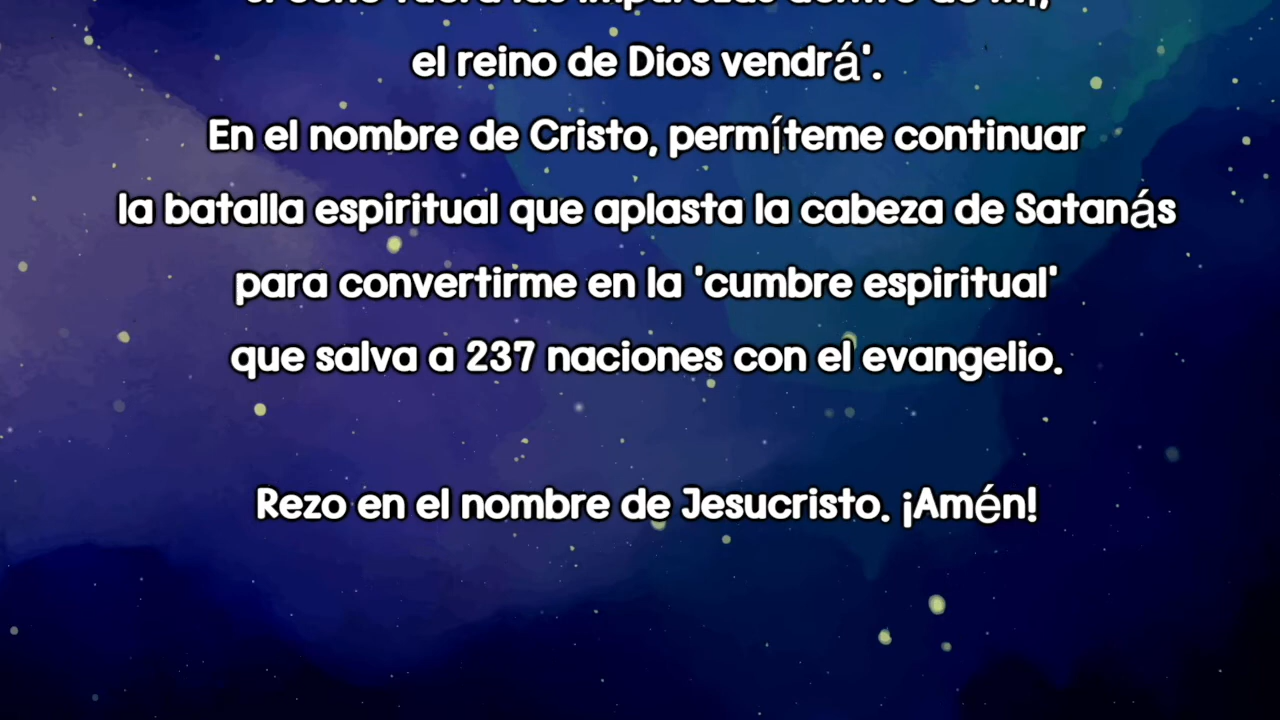 el reino de Dios vendrá'.
En el nombre de Cristo, permíteme continuar
la batalla espiritual que aplasta la cabeza de Satanás
para convertirme en la 'cumbre espiritual'
que salva a 237 naciones con el evangelio.
Rezo en el nombre de Jesucristo. ¡Amén!